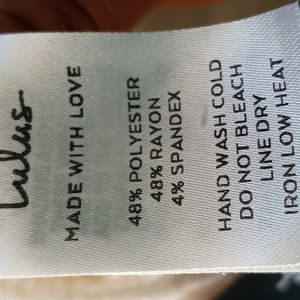 Lulus
MADE WITH LOVE
48% POLYESTER
48% RAYON
4% SPANDEX
HAND WASH COLD
DO NOT BLEACH
LINE DRY
IRON LOW HEAT